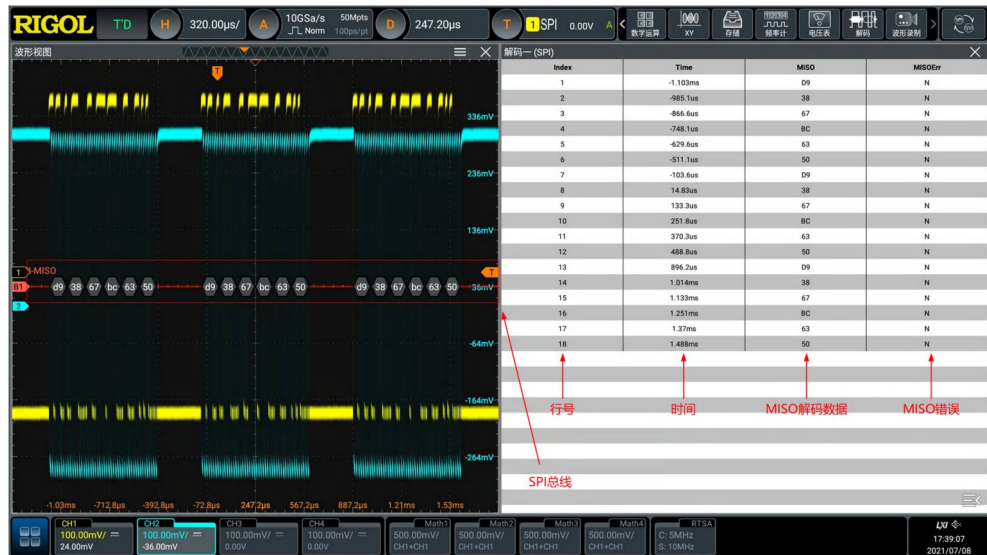 RIGOL T'D H 320.00μs/ A 10GSa/s Norm 50Mpts 100ps/pt D 247.20μs T 1 SPI 0.00V A 数学运算 XY 存储 频率计 电压表 解码 波形录制
波形视图
解码一 (SPI)
Index Time MISO MISOErr
1 -1.103ms D9 N
2 -985.1us 38 N
3 -866.6us 67 N
4 -748.1us BC N
5 -629.6us 63 N
6 -511.1us 50 N
7 -103.6us D9 N
8 14.83us 38 N
9 133.3us 67 N
10 251.8us BC N
11 370.3us 63 N
12 488.8us 50 N
13 896.2us D9 N
14 1.014ms 38 N
15 1.133ms 67 N
16 1.251ms BC N
17 1.37ms 63 N
18 1.488ms 50 N
行号 时间 MISO解码数据 MISO错误
SPI总线
T
336mV
236mV
136mV
1 -MISO T
B1 d9 38 67 bc 63 50 d9 38 67 bc 63 50 d9 38 67 bc 63 50 36mV
2
-64mV
-164mV
-264mV
-1.03ms -712.8μs -392.8μs -72.8μs 247.2μs 567.2μs 887.2μs 1.21ms 1.53ms
CH1 100.00mV/ 24.00mV
CH2 100.00mV/ -36.00mV
CH3 100.00mV/ 0.00V
CH4 100.00mV/ 0.00V
Math1 500.00mV/ CH1+CH1
Math2 500.00mV/ CH1+CH1
Math3 500.00mV/ CH1+CH1
Math4 500.00mV/ CH1+CH1
RTSA C: 5MHz S: 10MHz
LXI
17:39:07
2021/07/08